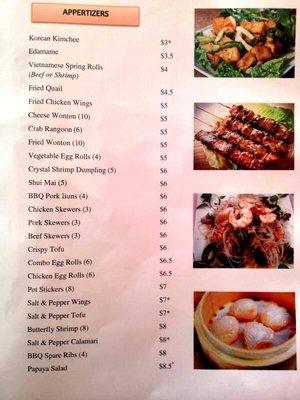 APPERTIZERS
Korean Kimchee $3*
Edamame $3.5
Vietnamese Spring Rolls $4
(Beef or Shrimp)
Fried Quail $4.5
Fried Chicken Wings $5
Cheese Wonton (10) $5
Crab Rangoon (6) $5
Fried Wonton (10) $5
Vegetable Egg Rolls (4) $5
Crystal Shrimp Dumpling (5) $6
Shui Mai (5) $6
BBQ Pork Buns (4) $6
Chicken Skewers (3) $6
Pork Skewers (3) $6
Beef Skewers (3) $6
Crispy Tofu $6
Combo Egg Rolls (6) $6.5
Chicken Egg Rolls (6) $6.5
Pot Stickers (8) $7
Salt & Pepper Wings $7*
Salt & Pepper Tofu $7*
Butterfly Shrimp (8) $8
Salt & Pepper Calamari $8*
BBQ Spare Ribs (4) $8
Papaya Salad $8.5*